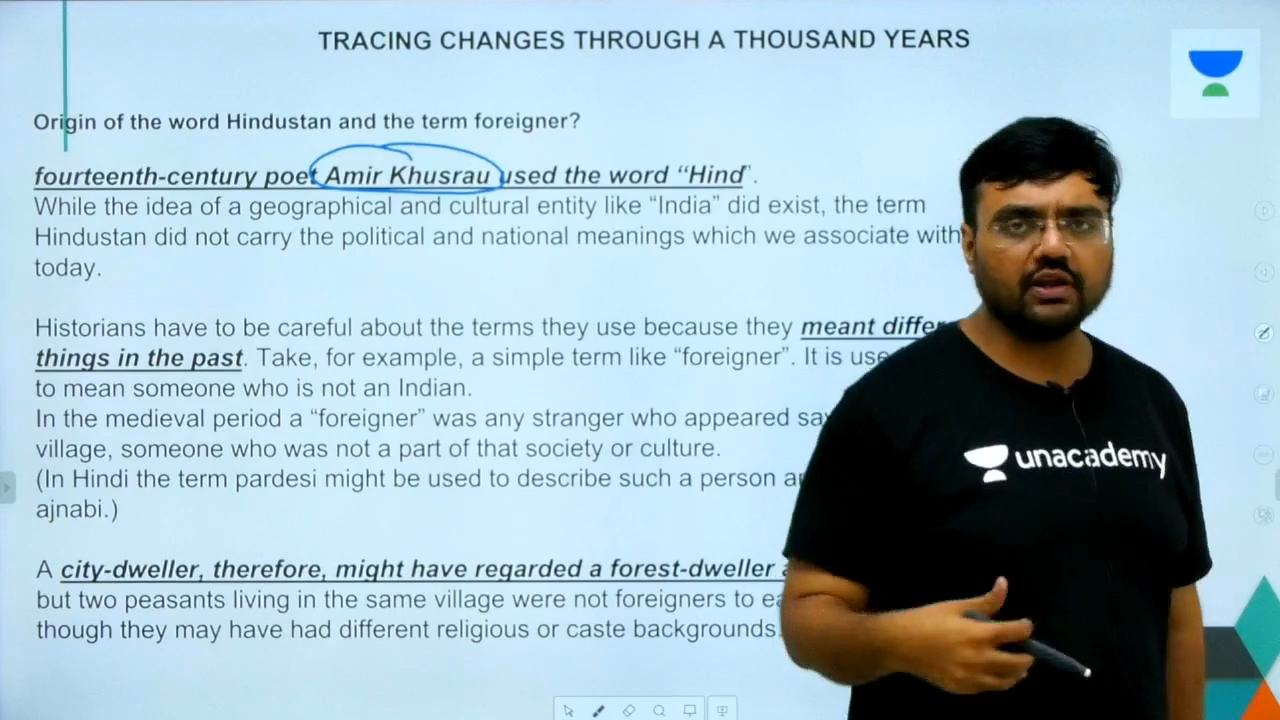 TRACING CHANGES THROUGH A THOUSAND YEARS
Origin of the word Hindustan and the term foreigner?
fourteenth-century poet Amir Khusrau used the word “Hind”.
While the idea of a geographical and cultural entity like “India” did exist, the term
Hindustan did not carry the political and national meanings which we associate with
today.
Historians have to be careful about the terms they use because they meant
things in the past. Take, for example, a simple term like “foreigner”. It is
to mean someone who is not an Indian.
In the medieval period a “foreigner” was any stranger who appeared
village, someone who was not a part of that society or culture.
(In Hindi the term pardesi might be used to describe such a person
ajnabi.)
A city-dweller, therefore, might have regarded a forest-dweller
but two peasants living in the same village were not foreigners to
though they may have had different religious or caste backgrounds.
unacademy